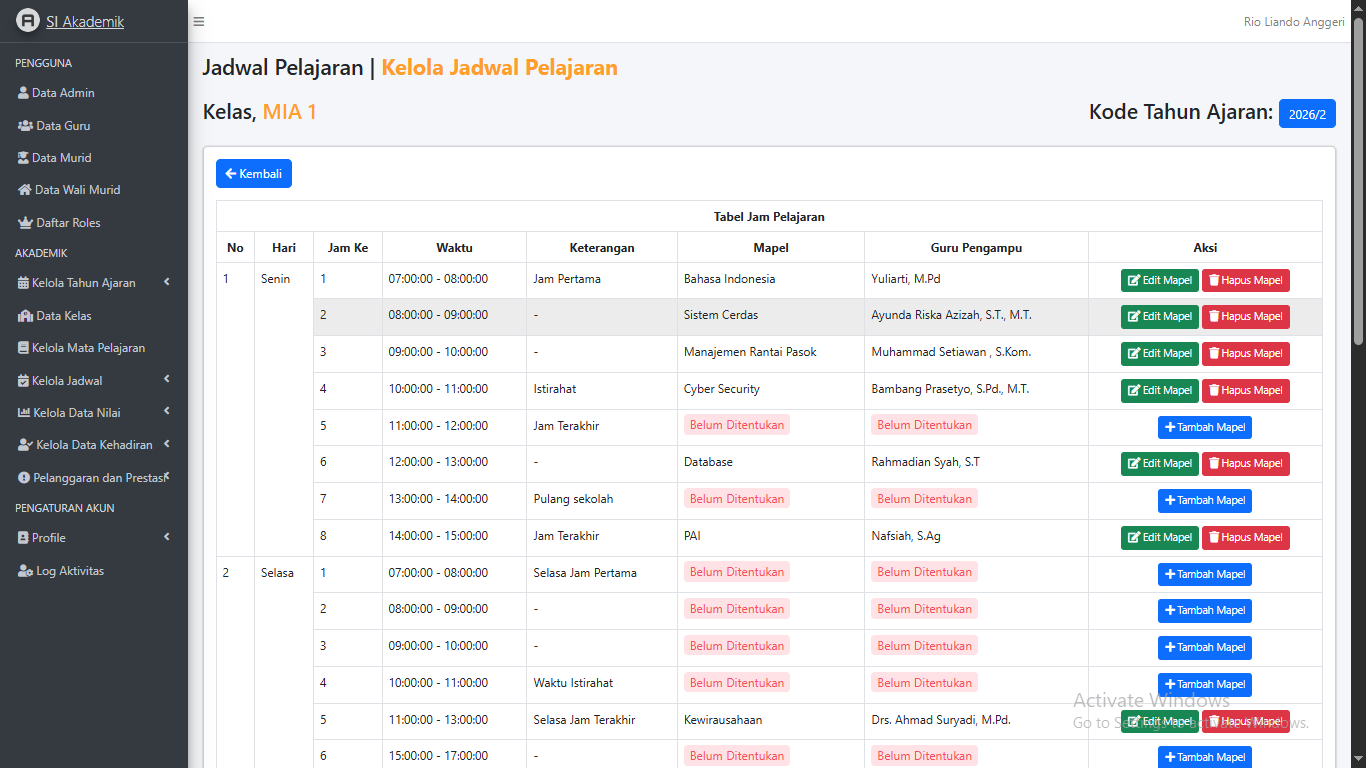 SI Akademik
Rio Liando Anggeri
PENGGUNA
Data Admin
Data Guru
Data Murid
Data Wali Murid
Daftar Roles
AKADEMIK
Kelola Tahun Ajaran
Data Kelas
Kelola Mata Pelajaran
Kelola Jadwal
Kelola Data Nilai
Kelola Data Kehadiran
Pelanggaran dan Prestasi
PENGATURAN AKUN
Profile
Log Aktivitas
Jadwal Pelajaran | Kelola Jadwal Pelajaran
Kelas, MIA 1
Kode Tahun Ajaran: 2026/2
Kembali
Tabel Jam Pelajaran
No Hari Jam Ke Waktu Keterangan Mapel Guru Pengampu Aksi
1 Senin 1 07:00:00 - 08:00:00 Jam Pertama Bahasa Indonesia Yuliarti, M.Pd Edit Mapel Hapus Mapel
2 08:00:00 - 09:00:00 - Sistem Cerdas Ayunda Riska Azizah, S.T., M.T. Edit Mapel Hapus Mapel
3 09:00:00 - 10:00:00 - Manajemen Rantai Pasok Muhammad Setiawan , S.Kom. Edit Mapel Hapus Mapel
4 10:00:00 - 11:00:00 Istirahat Cyber Security Bambang Prasetyo, S.Pd., M.T. Edit Mapel Hapus Mapel
5 11:00:00 - 12:00:00 Jam Terakhir Belum Ditentukan Belum Ditentukan Tambah Mapel
6 12:00:00 - 13:00:00 - Database Rahmadian Syah, S.T Edit Mapel Hapus Mapel
7 13:00:00 - 14:00:00 Pulang sekolah Belum Ditentukan Belum Ditentukan Tambah Mapel
8 14:00:00 - 15:00:00 Jam Terakhir PAI Nafsiah, S.Ag Edit Mapel Hapus Mapel
2 Selasa 1 07:00:00 - 08:00:00 Selasa Jam Pertama Belum Ditentukan Belum Ditentukan Tambah Mapel
2 08:00:00 - 09:00:00 - Belum Ditentukan Belum Ditentukan Tambah Mapel
3 09:00:00 - 10:00:00 - Belum Ditentukan Belum Ditentukan Tambah Mapel
4 10:00:00 - 11:00:00 Waktu Istirahat Belum Ditentukan Belum Ditentukan Tambah Mapel
5 11:00:00 - 13:00:00 Selasa Jam Terakhir Kewirausahaan Drs. Ahmad Suryadi, M.Pd. Edit Mapel Hapus Mapel
6 15:00:00 - 17:00:00 - Belum Ditentukan Belum Ditentukan Tambah Mapel
Activate Windows
Go to Settings to activate Windows.